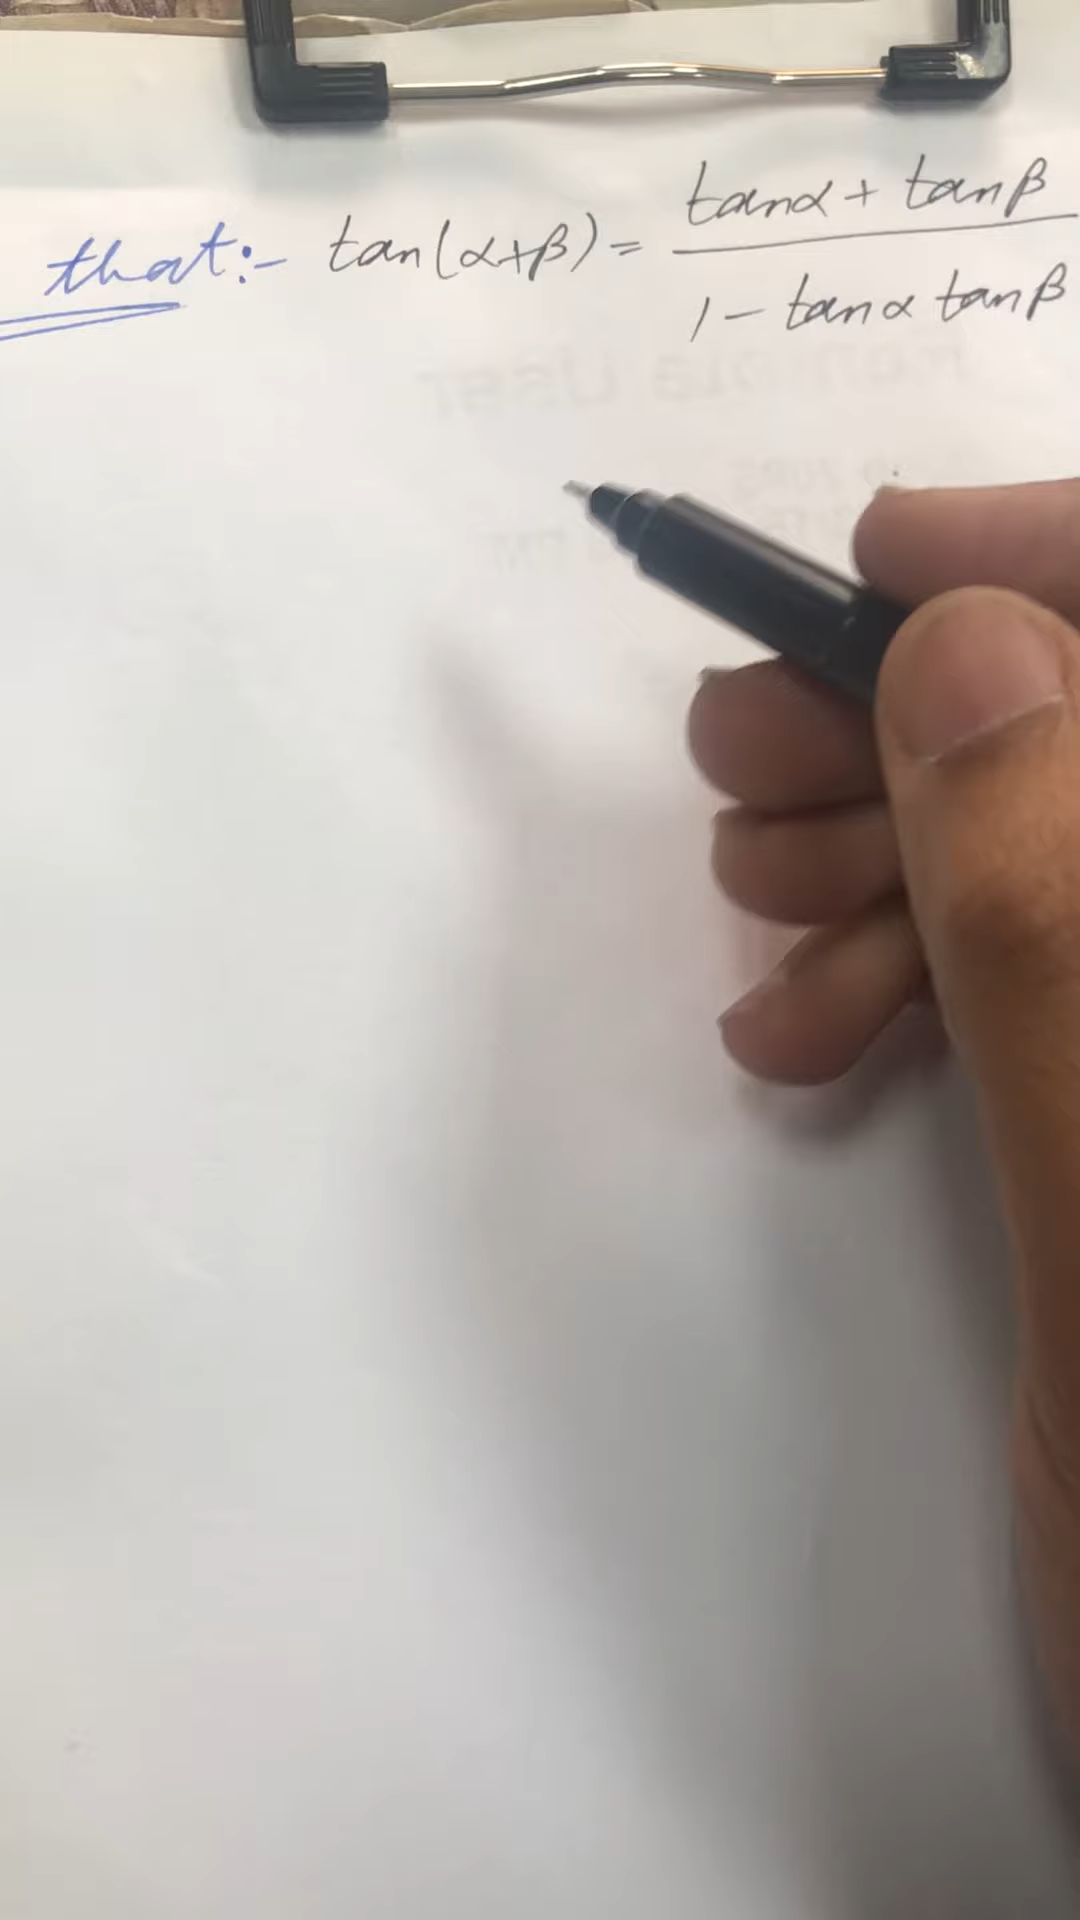 that:- tan(α+β) = tanα + tanβ
1 - tanα tanβ